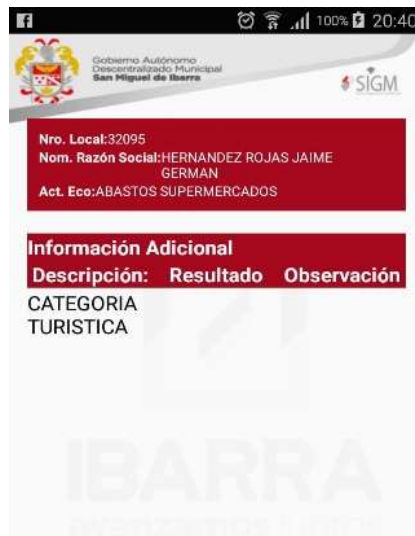 100% 20:40
Gobierno Autónomo
Descentralizado Municipal
San Miguel de Ibarra
SIGM
Nro. Local:32095
Nom. Razón Social:HERNANDEZ ROJAS JAIME
GERMAN
Act. Eco:ABASTOS SUPERMERCADOS
Información Adicional
Descripción: Resultado Observación
CATEGORIA
TURISTICA
IBARRA